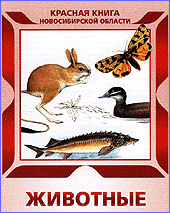 КРАСНАЯ КНИГА
НОВОСИБИРСКОЙ ОБЛАСТИ
ЖИВОТНЫЕ